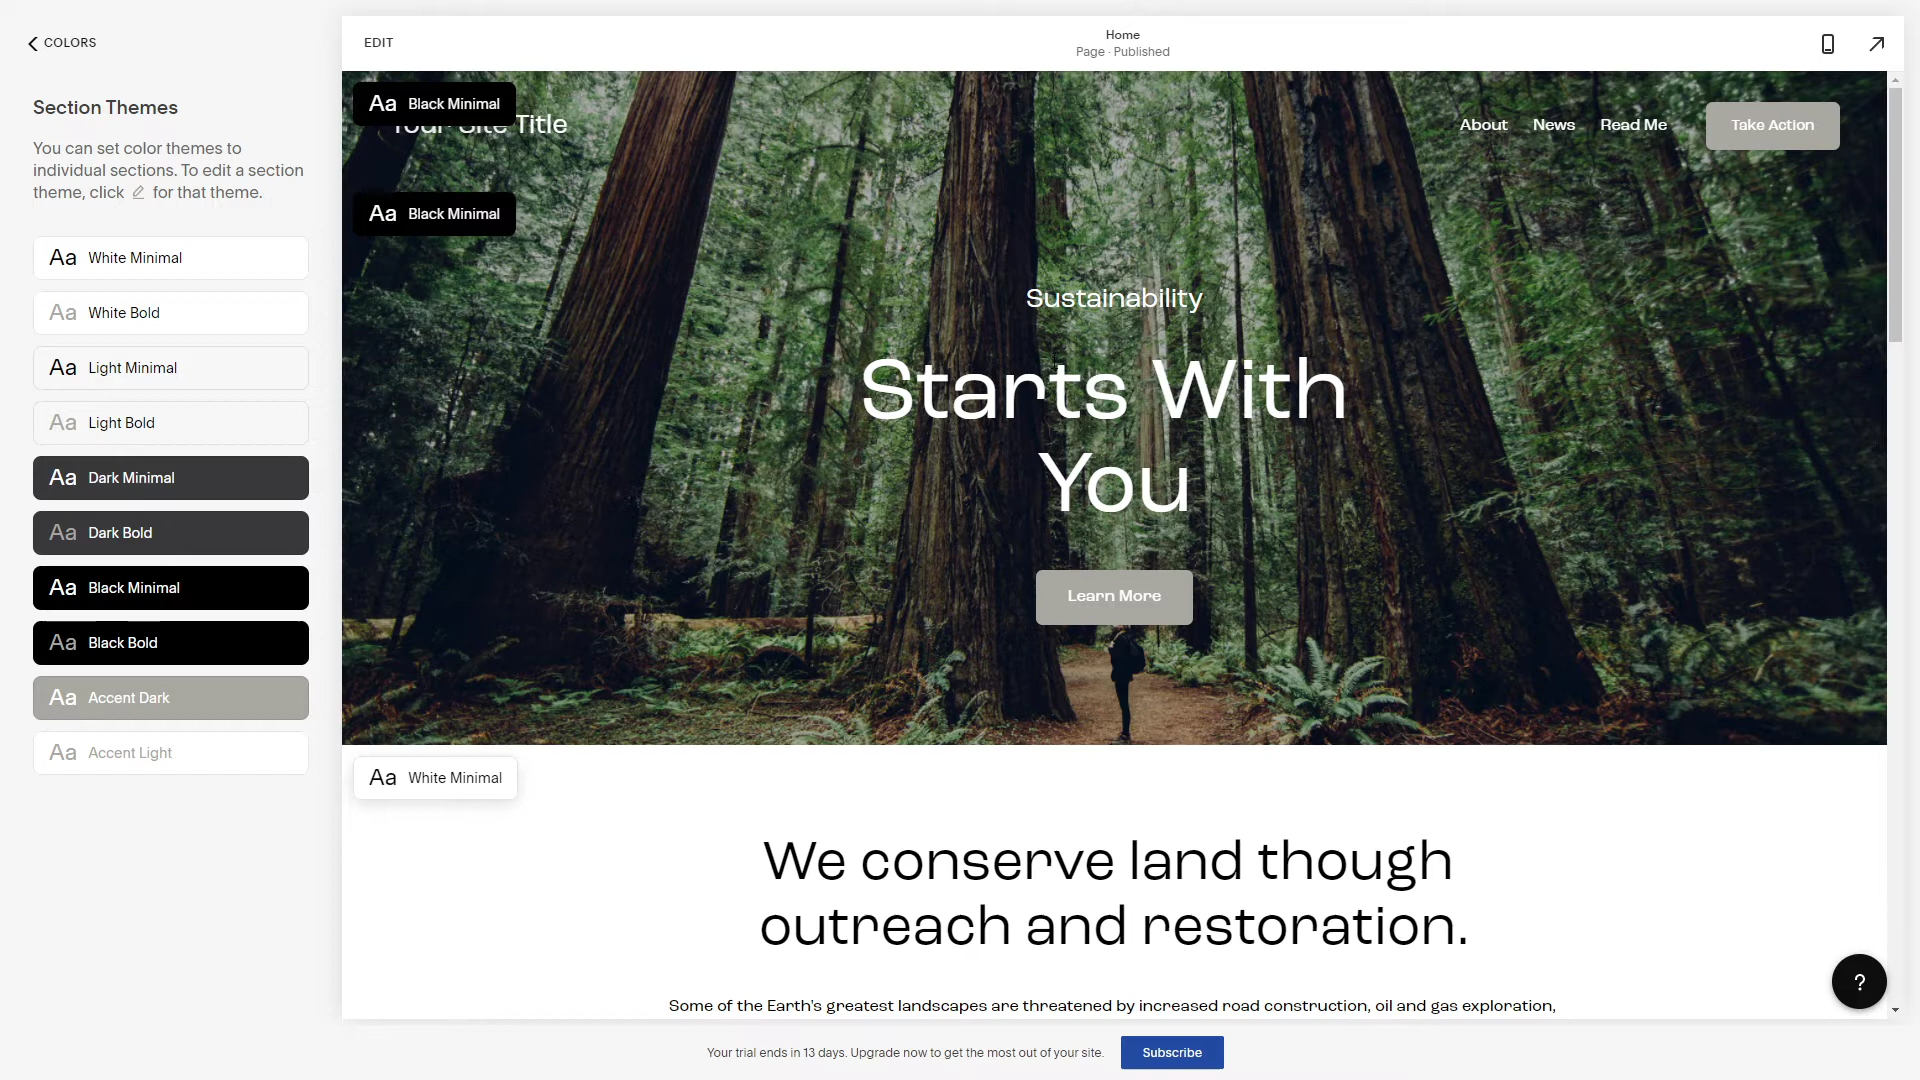 COLORS
Section Themes
You can set color themes to
individual sections. To edit a section
theme, click for that theme.
Aa White Minimal
Aa White Bold
Aa Light Minimal
Aa Light Bold
Aa Dark Minimal
Aa Dark Bold
Aa Black Minimal
Aa Black Bold
Aa Accent Dark
Aa Accent Light
EDIT
Home
Page · Published
Aa Black Minimal
Your Site Title
About News Read Me Take Action
Aa Black Minimal
Sustainability
Starts With
You
Learn More
Aa White Minimal
We conserve land though
outreach and restoration.
Some of the Earth's greatest landscapes are threatened by increased road construction, oil and gas exploration,
?
Your trial ends in 13 days. Upgrade now to get the most out of your site. Subscribe